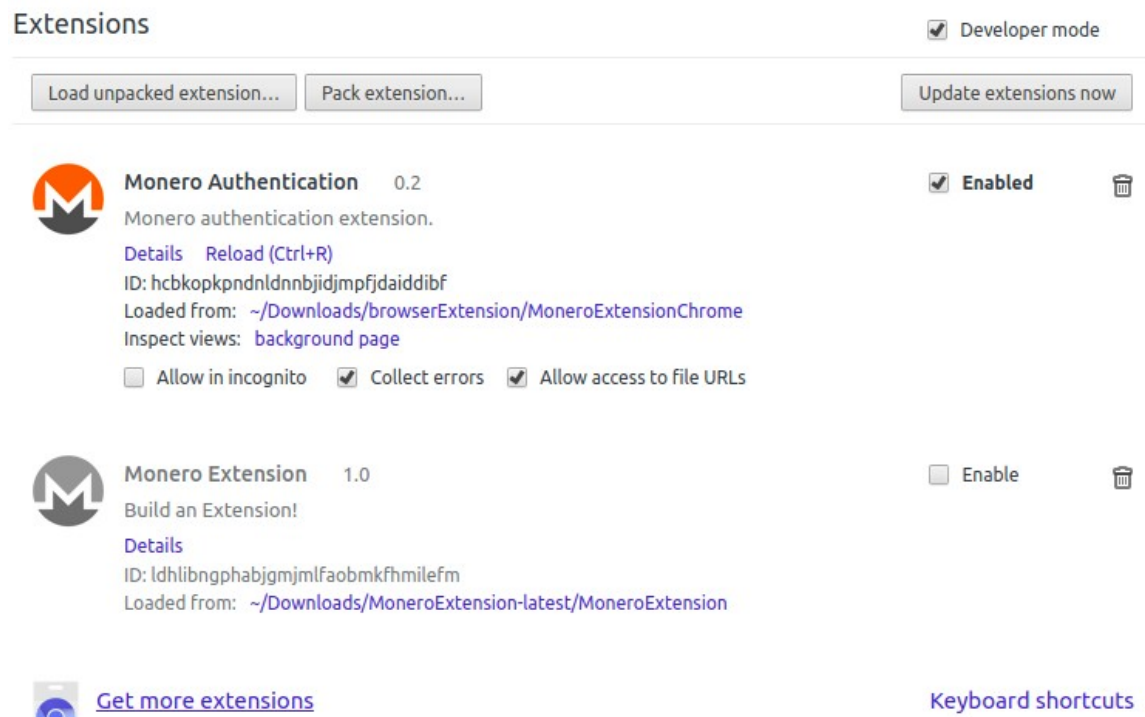 Extensions
Developer mode
Load unpacked extension... Pack extension... Update extensions now
Monero Authentication 0.2 Enabled
Monero authentication extension.
Details Reload (Ctrl+R)
ID: hcbkopkpndnldnnbjidjmpfjdaiddibf
Loaded from: ~/Downloads/browserExtension/MoneroExtensionChrome
Inspect views: background page
Allow in incognito Collect errors Allow access to file URLs
Monero Extension 1.0 Enable
Build an Extension!
Details
ID: ldhlibngphabjgmjmlfaobmkfhmilefm
Loaded from: ~/Downloads/MoneroExtension-latest/MoneroExtension
Get more extensions Keyboard shortcuts